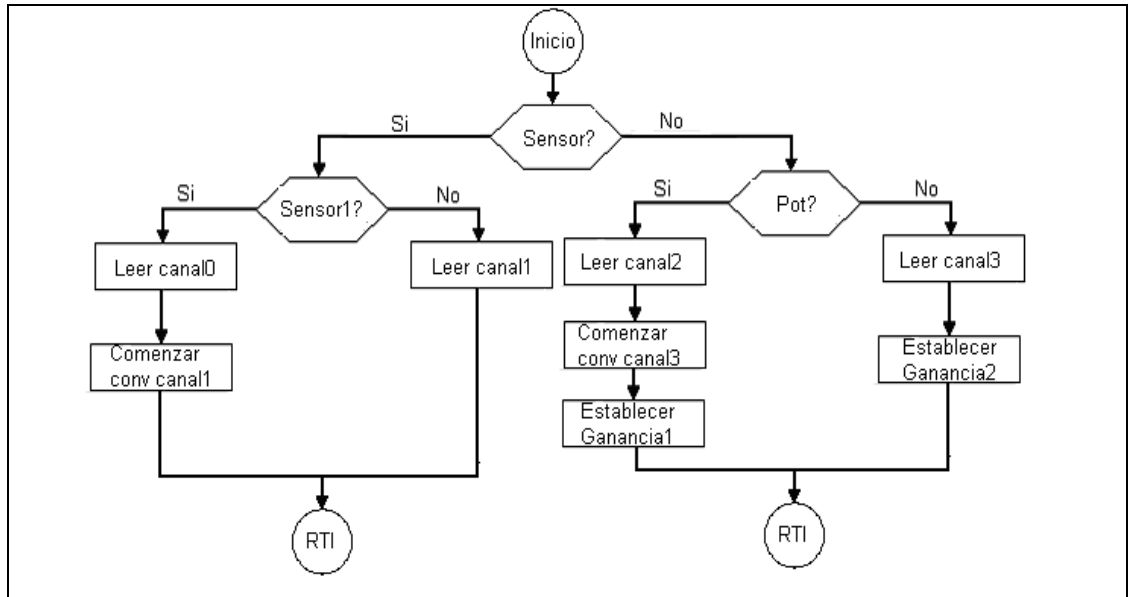 Inicio
Sensor?
Si
No
Sensor1?
Si
No
Leer canal0
Comenzar
conv canal1
Leer canal1
RTI
Pot?
Si
No
Leer canal2
Comenzar
conv canal3
Establecer
Ganancia1
Leer canal3
Establecer
Ganancia2
RTI